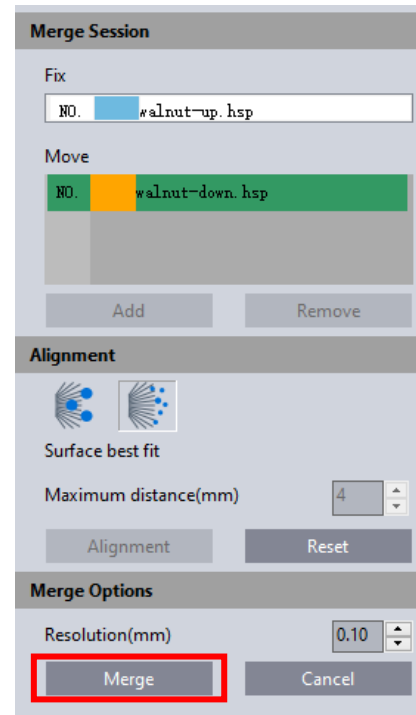 Merge Session
Fix
NO. walnut-up.hsp
Move
NO. walnut-down.hsp
Add Remove
Alignment
Surface best fit
Maximum distance(mm) 4
Alignment Reset
Merge Options
Resolution(mm) 0.10
Merge Cancel